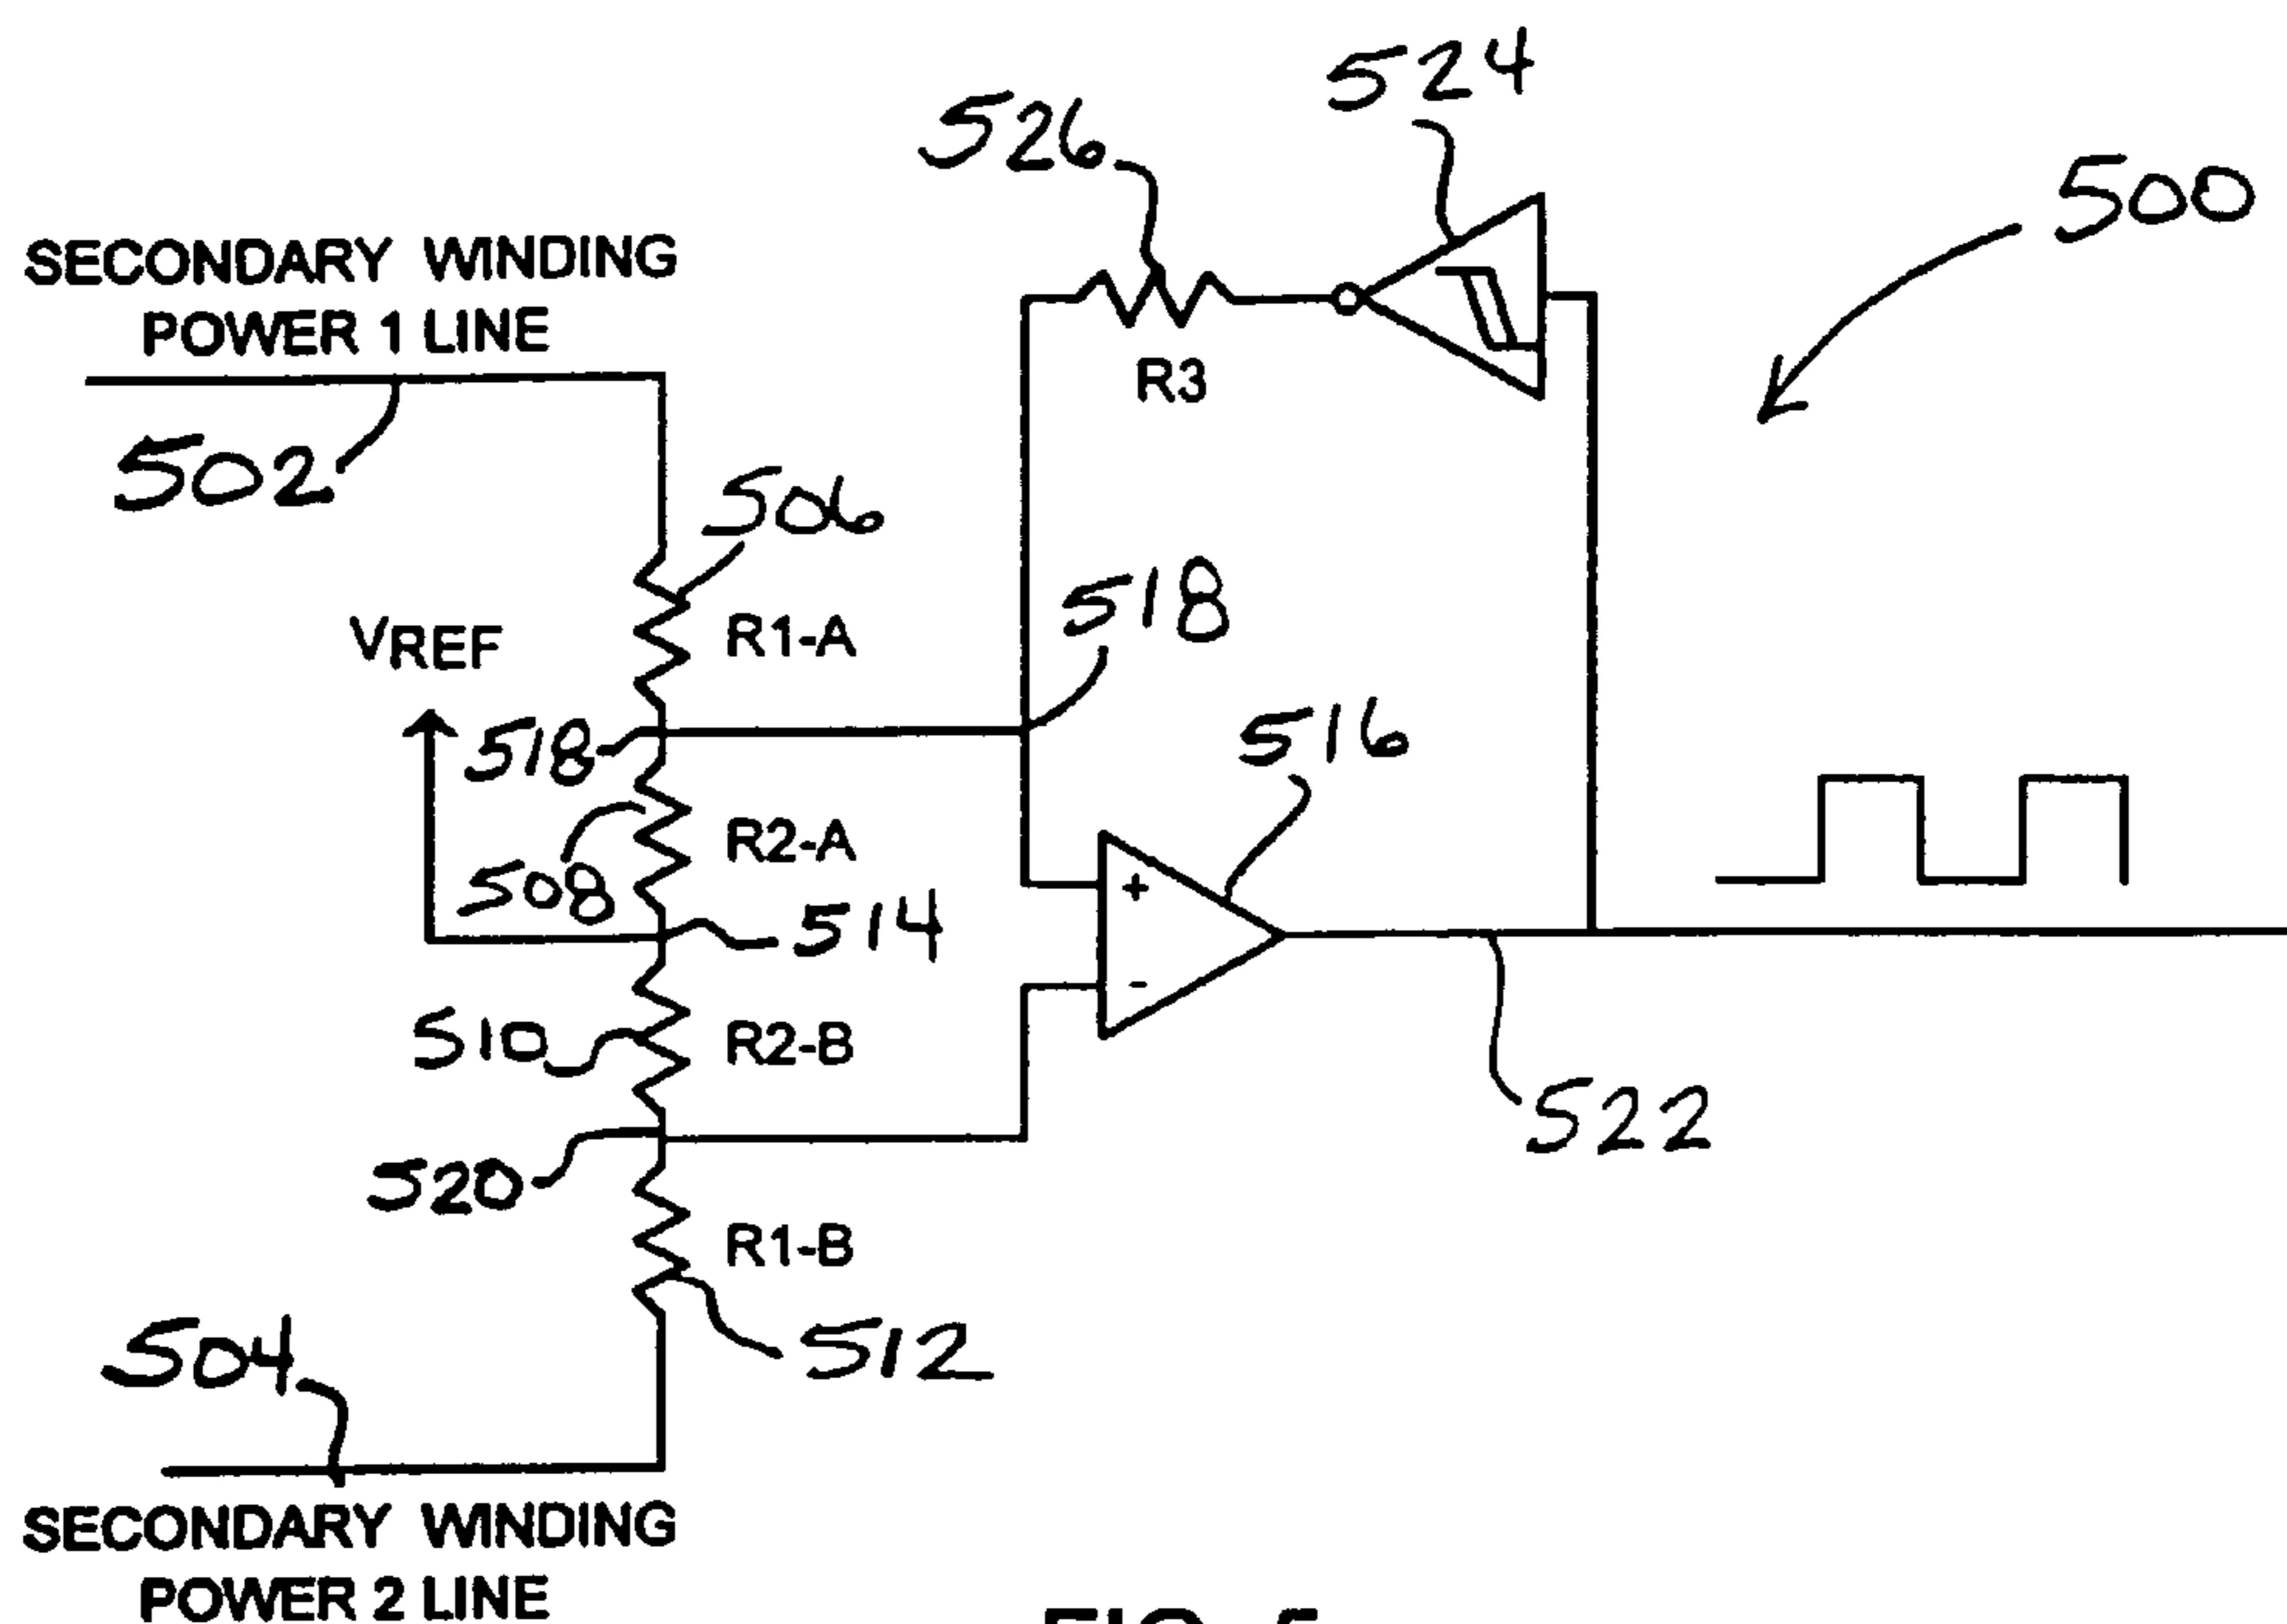 524
526
500
SECONDARY WINDING
POWER 1 LINE
R3
502
506
518
R1-A
VREF
518
516
R2-A
+
508
514
-
510
R2-B
522
520
R1-B
512
504
SECONDARY WINDING
POWER 2 LINE